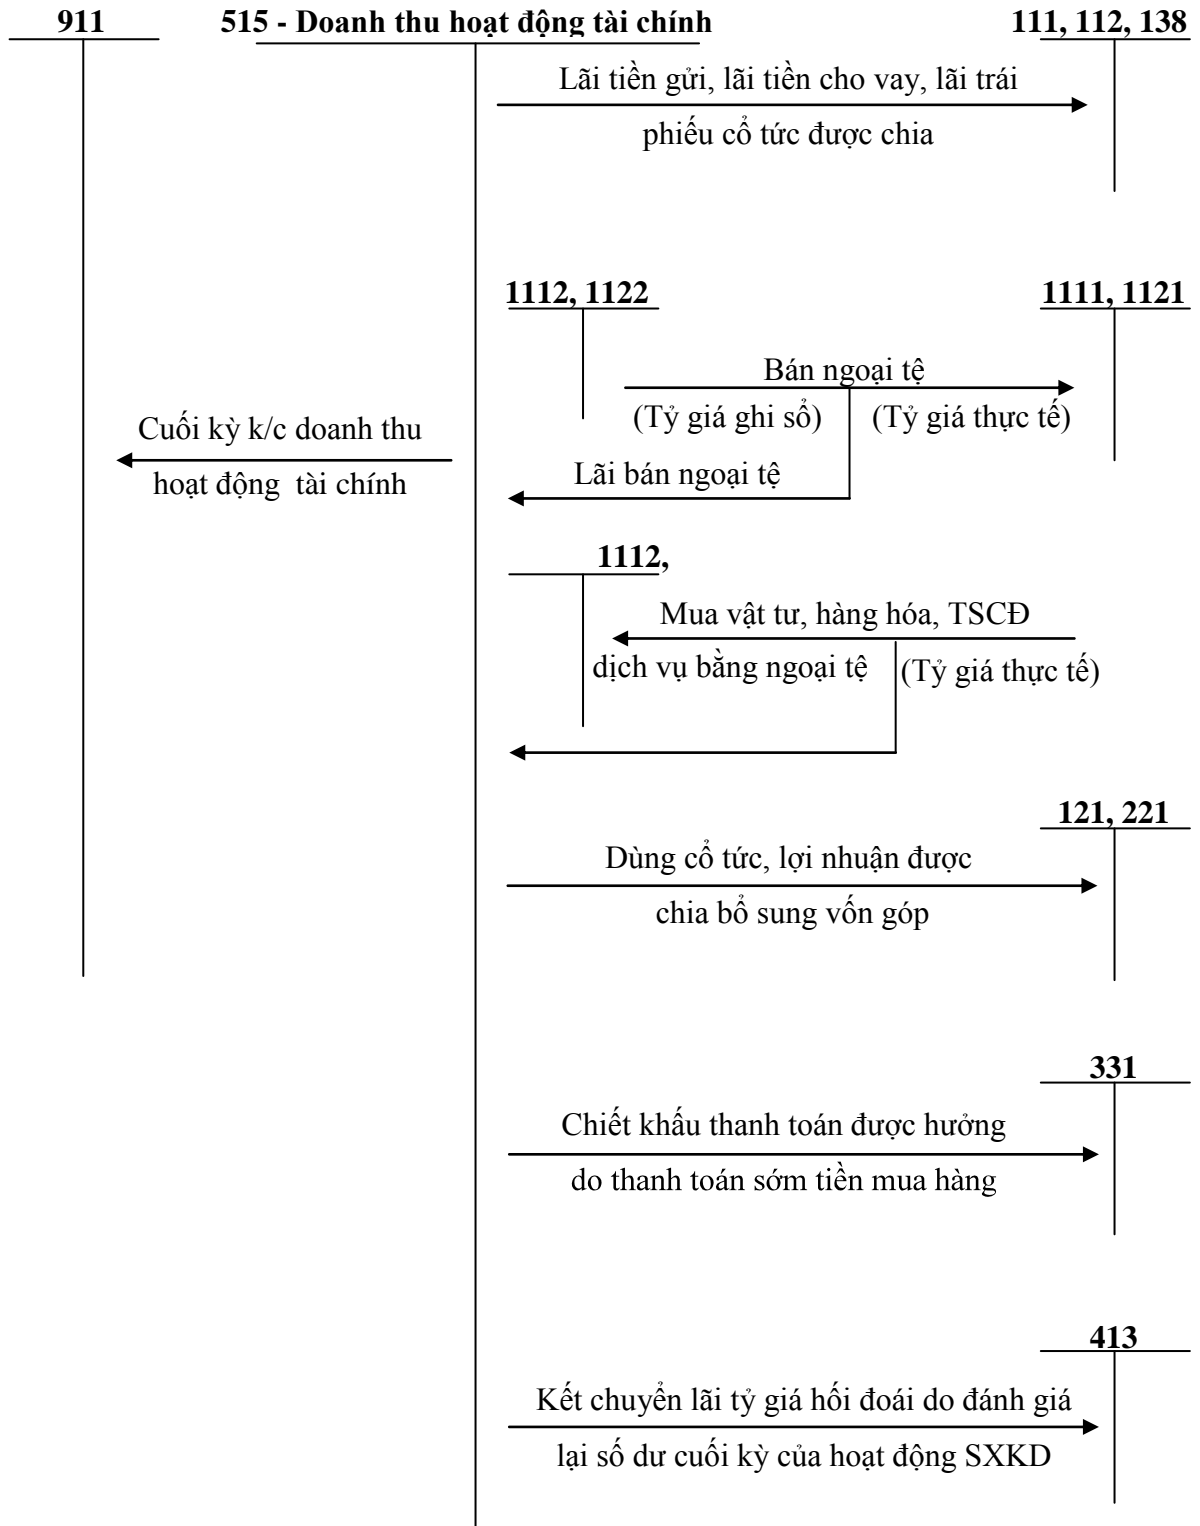 911 515 - Doanh thu hoạt động tài chính 111, 112, 138
Lãi tiền gửi, lãi tiền cho vay, lãi trái
phiếu cổ tức được chia
1112, 1122 1111, 1121
Bán ngoại tệ
(Tỷ giá ghi sổ) (Tỷ giá thực tế)
Cuối kỳ k/c doanh thu
hoạt động tài chính
Lãi bán ngoại tệ
1112,
Mua vật tư, hàng hóa, TSCĐ
dịch vụ bằng ngoại tệ (Tỷ giá thực tế)
121, 221
Dùng cổ tức, lợi nhuận được
chia bổ sung vốn góp
331
Chiết khấu thanh toán được hưởng
do thanh toán sớm tiền mua hàng
413
Kết chuyển lãi tỷ giá hối đoái do đánh giá
lại số dư cuối kỳ của hoạt động SXKD